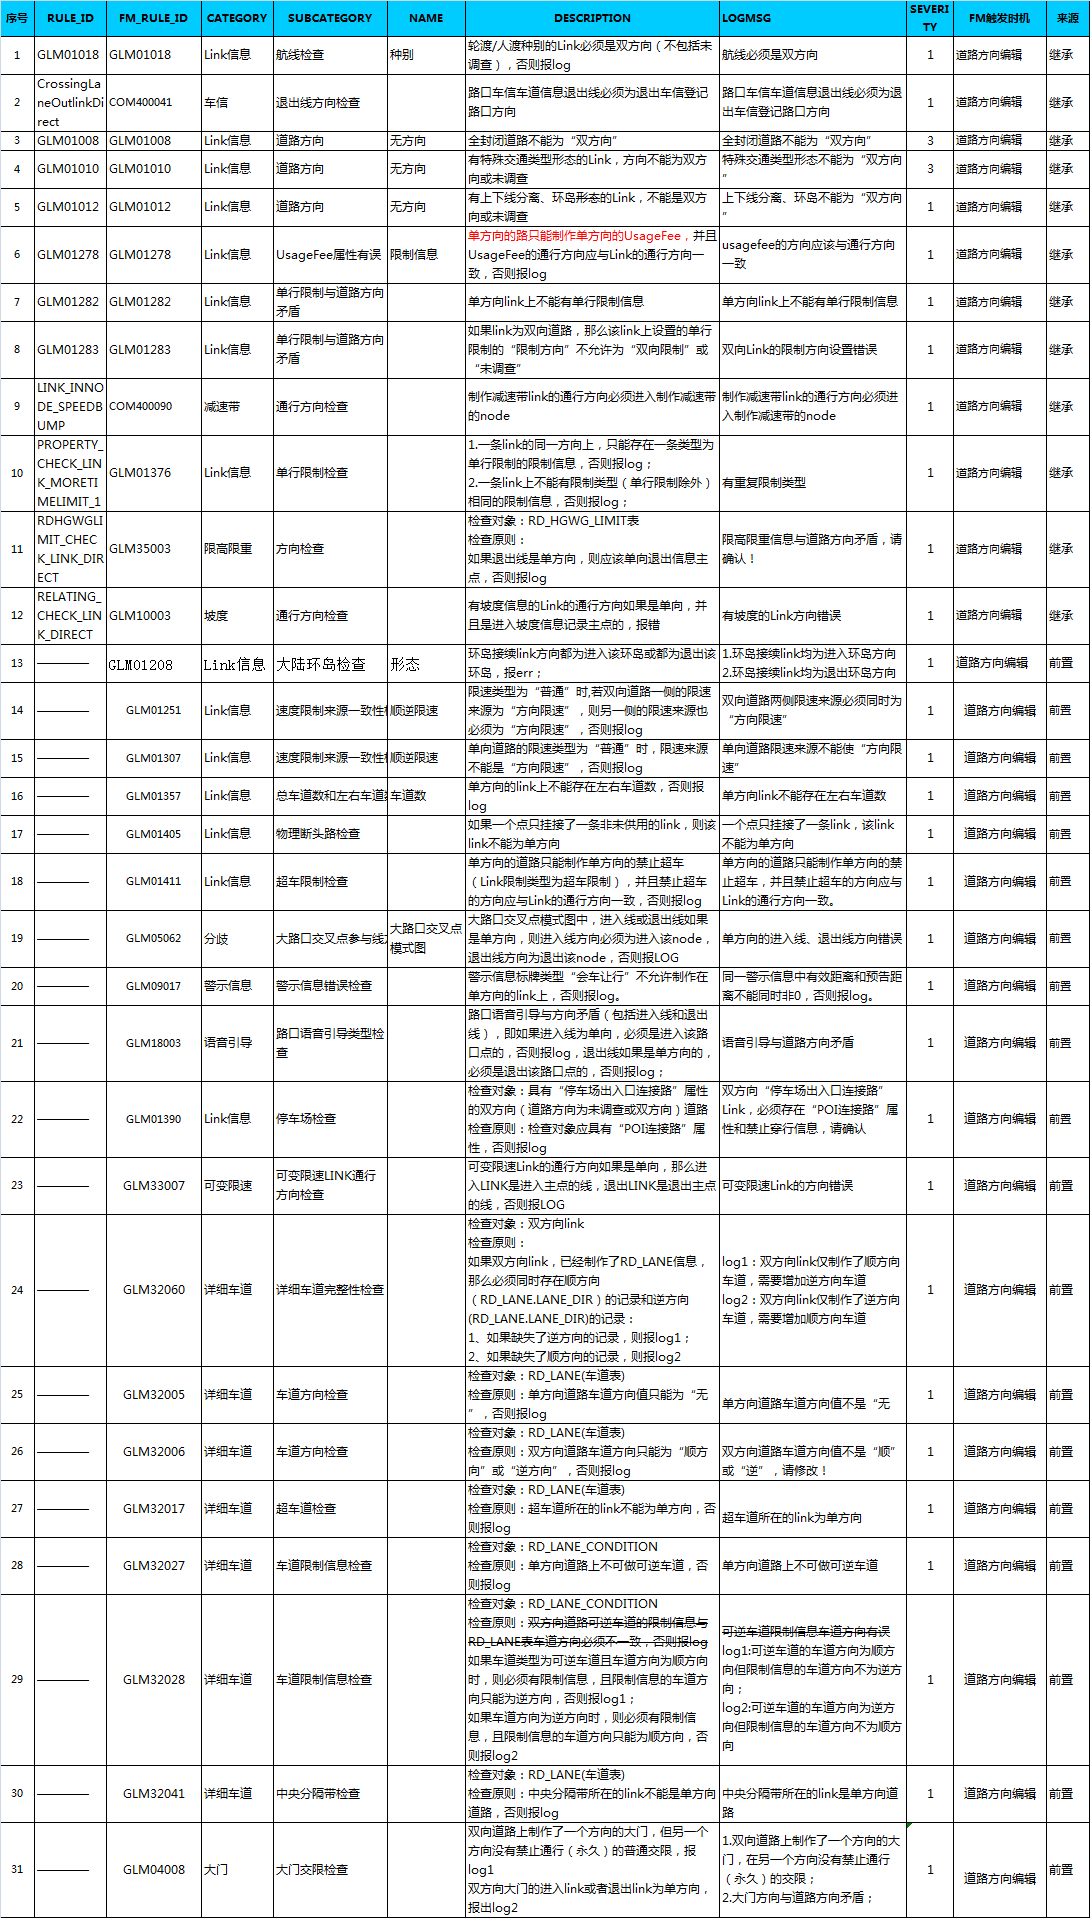 序号 RULE_ID FM_RULE_ID CATEGORY SUBCATEGORY NAME DESCRIPTION LOGMSG SEVERI
TY FM触发时机 来源
1 GLM01018 GLM01018 Link信息 航线检查 种别 轮渡/人渡种别的Link必须是双方向（不包括未
调查），否则报log 航线必须是双方向 1 道路方向编辑 继承
2 CrossingLa
neOutlinkDi
rect COM400041 车信 退出线方向检查 路口车信车道信息退出线必须为退出车信登记
路口方向 路口车信车道信息退出线必须为退
出车信登记路口方向 1 道路方向编辑 继承
3 GLM01008 GLM01008 Link信息 道路方向 无方向 全封闭道路不能为“双方向” 全封闭道路不能为“双方向” 3 道路方向编辑 继承
4 GLM01010 GLM01010 Link信息 道路方向 无方向 有特殊交通类型形态的Link，方向不能为双方
向或未调查 特殊交通类型形态不能为“双方向
” 3 道路方向编辑 继承
5 GLM01012 GLM01012 Link信息 道路方向 无方向 有上下线分离、环岛形态的Link，不能是双方
向或未调查 上下线分离、环岛不能为“双方向
” 1 道路方向编辑 继承
6 GLM01278 GLM01278 Link信息 UsageFee属性有误 限制信息 单方向的路只能制作单方向的UsageFee，并且
UsageFee的通行方向应与Link的通行方向一
致，否则报log usagefee的方向应该与通行方向
一致 1 道路方向编辑 继承
7 GLM01282 GLM01282 Link信息 单行限制与道路方向
矛盾 单方向link上不能有单行限制信息 单方向link上不能有单行限制信息 1 道路方向编辑 继承
8 GLM01283 GLM01283 Link信息 单行限制与道路方向
矛盾 如果link为双向道路，那么该link上设置的单行
限制的“限制方向”不允许为“双向限制”或
“未调查” 双向Link的限制方向设置错误 1 道路方向编辑 继承
9 LINK_INNO
DE_SPEEDB
UMP COM400090 减速带 通行方向检查 制作减速带link的通行方向必须进入制作减速带
的node 制作减速带link的通行方向必须进
入制作减速带的node 1 道路方向编辑 继承
10 PROPERTY_
CHECK_LIN
K_MORETI
MELIMIT_1 GLM01376 Link信息 单行限制检查 1.一条link的同一方向上，只能存在一条类型为
单行限制的限制信息，否则报log；
2.一条link上不能有限制类型（单行限制除外）
相同的限制信息，否则报log； 有重复限制类型 1 道路方向编辑 继承
11 RDHGWGLI
MIT_CHEC
K_LINK_DIR
ECT GLM35003 限高限重 方向检查 检查对象：RD_HGWG_LIMIT表
检查原则：
如果退出线是单方向，则应该单向退出信息主
点，否则报log 限高限重信息与道路方向矛盾，请
确认！ 1 道路方向编辑 继承
12 RELATING_
CHECK_LIN
K_DIRECT GLM10003 坡度 通行方向检查 有坡度信息的Link的通行方向如果是单向，并
且是进入坡度信息记录主点的，报错 有坡度的Link方向错误 1 道路方向编辑 继承
13 ———— GLM01208 Link信息 大陆环岛检查 形态 环岛接续link方向都为进入该环岛或都为退出该
环岛，报err； 1.环岛接续link均为进入环岛方向
2.环岛接续link均为退出环岛方向 1 道路方向编辑 前置
14 ———— GLM01251 Link信息 速度限制来源一致性 顺逆限速 限速类型为“普通”时,若双向道路一侧的限速
来源为“方向限速”，则另一侧的限速来源也
必须为“方向限速”，否则报log 双向道路两侧限速来源必须同时为
“方向限速” 1 道路方向编辑 前置
15 ———— GLM01307 Link信息 速度限制来源一致性 顺逆限速 单向道路的限速类型为“普通”时，限速来源
不能是“方向限速”，否则报log 单向道路限速来源不能使“方向限
速” 1 道路方向编辑 前置
16 ———— GLM01357 Link信息 总车道数和左右车道 车道数 单方向的link上不能存在左右车道数，否则报
log 单方向link不能存在左右车道数 1 道路方向编辑 前置
17 ———— GLM01405 Link信息 物理断头路检查 如果一个点只挂接了一条非未供用的link，则该
link不能为单方向 一个点只挂接了一条link，该link
不能为单方向 1 道路方向编辑 前置
18 ———— GLM01411 Link信息 超车限制检查 单方向的道路只能制作单方向的禁止超车
（Link限制类型为超车限制），并且禁止超车
的方向应与Link的通行方向一致，否则报log 单方向的道路只能制作单方向的禁
止超车，并且禁止超车的方向应与
Link的通行方向一致。 1 道路方向编辑 前置
19 ———— GLM05062 分歧 大路口交叉点参与线 大路口交叉点
模式图 大路口交叉点模式图中，进入线或退出线如果
是单方向，则进入线方向必须为进入该node，
退出线方向为退出该node，否则报LOG 单方向的进入线、退出线方向错误 1 道路方向编辑 前置
20 ———— GLM09017 警示信息 警示信息错误检查 警示信息标牌类型“会车让行”不允许制作在
单方向的link上，否则报log。 同一警示信息中有效距离和预告距
离不能同时非0，否则报log。 1 道路方向编辑 前置
21 ———— GLM18003 语音引导 路口语音引导类型检
查 路口语音引导与方向矛盾（包括进入线和退出
线），即如果进入线为单向，必须是进入该路
口点的，否则报log，退出线如果是单方向的，
必须是退出该路口点的，否则报log； 语音引导与道路方向矛盾 1 道路方向编辑 前置
22 ———— GLM01390 Link信息 停车场检查 检查对象：具有“停车场出入口连接路”属性
的双方向（道路方向为未调查或双方向）道路
检查原则：检查对象应具有“POI连接路”属
性，否则报log 双方向“停车场出入口连接路”
Link，必须存在“POI连接路”属
性和禁止穿行信息，请确认 1 道路方向编辑 前置
23 ———— GLM33007 可变限速 可变限速LINK通行
方向检查 可变限速Link的通行方向如果是单向，那么进
入LINK是进入主点的线，退出LINK是退出主点
的线，否则报LOG 可变限速Link的方向错误 1 道路方向编辑 前置
24 ———— GLM32060 详细车道 详细车道完整性检查 检查对象：双方向link
检查原则：
如果双方向link，已经制作了RD_LANE信息，
那么必须同时存在顺方向
（RD_LANE.LANE_DIR）的记录和逆方向
(RD_LANE.LANE_DIR)的记录：
1、如果缺失了逆方向的记录，则报log1；
2、如果缺失了顺方向的记录，则报log2 log1：双方向link仅制作了顺方向
车道，需要增加逆方向车道
log2：双方向link仅制作了逆方向
车道，需要增加顺方向车道 1 道路方向编辑 前置
25 ———— GLM32005 详细车道 车道方向检查 检查对象：RD_LANE(车道表)
检查原则：单方向道路车道方向值只能为“无
”，否则报log 单方向道路车道方向值不是“无 1 道路方向编辑 前置
26 ———— GLM32006 详细车道 车道方向检查 检查对象：RD_LANE(车道表)
检查原则：双方向道路车道方向只能为“顺方
向”或“逆方向”，否则报log 双方向道路车道方向值不是“顺”
或“逆”，请修改！ 1 道路方向编辑 前置
27 ———— GLM32017 详细车道 超车道检查 检查对象：RD_LANE(车道表)
检查原则：超车道所在的link不能为单方向，否
则报log 超车道所在的link为单方向 1 道路方向编辑 前置
28 ———— GLM32027 详细车道 车道限制信息检查 检查对象：RD_LANE_CONDITION
检查原则：单方向道路上不可做可逆车道，否
则报log 单方向道路上不可做可逆车道 1 道路方向编辑 前置
29 ———— GLM32028 详细车道 车道限制信息检查 检查对象：RD_LANE_CONDITION
检查原则：双方向道路可逆车道的限制信息与
RD_LANE表车道方向必须不一致，否则报log
如果车道类型为可逆车道且车道方向为顺方向
时，则必须有限制信息，且限制信息的车道方
向只能为逆方向，否则报log1；
如果车道方向为逆方向时，则必须有限制信
息，且限制信息的车道方向只能为顺方向，否
则报log2 可逆车道限制信息车道方向有误
log1:可逆车道的车道方向为顺方
向但限制信息的车道方向不为逆方
向；
log2:可逆车道的车道方向为逆方
向但限制信息的车道方向不为顺方
向 1 道路方向编辑 前置
30 ———— GLM32041 详细车道 中央分隔带检查 检查对象：RD_LANE(车道表)
检查原则：中央分隔带所在的link不能是单方向
道路，否则报log 中央分隔带所在的link是单方向道
路 1 道路方向编辑 前置
31 ———— GLM04008 大门 大门交限检查 双向道路上制作了一个方向的大门，但另一个
方向没有禁止通行（永久）的普通交限，报
log1
双方向大门的进入link或者退出link为单方向，
报出log2 1.双向道路上制作了一个方向的大
门，在另一个方向没有禁止通行
（永久）的交限；
2.大门方向与道路方向矛盾； 1 道路方向编辑 前置